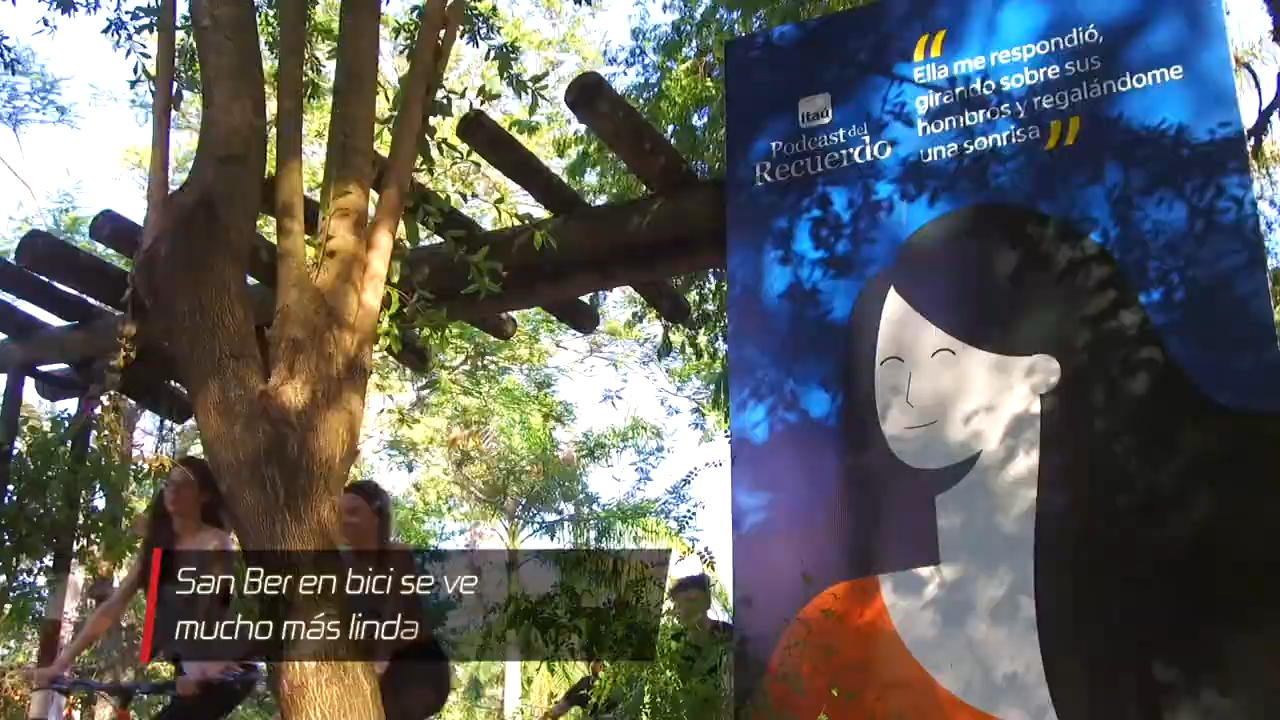 “Ella me respondió,
girando sobre sus
hombros y regalándome
una sonrisa”
Itaú
Podcast del
Recuerdo
San Ber en bici se ve
mucho más linda